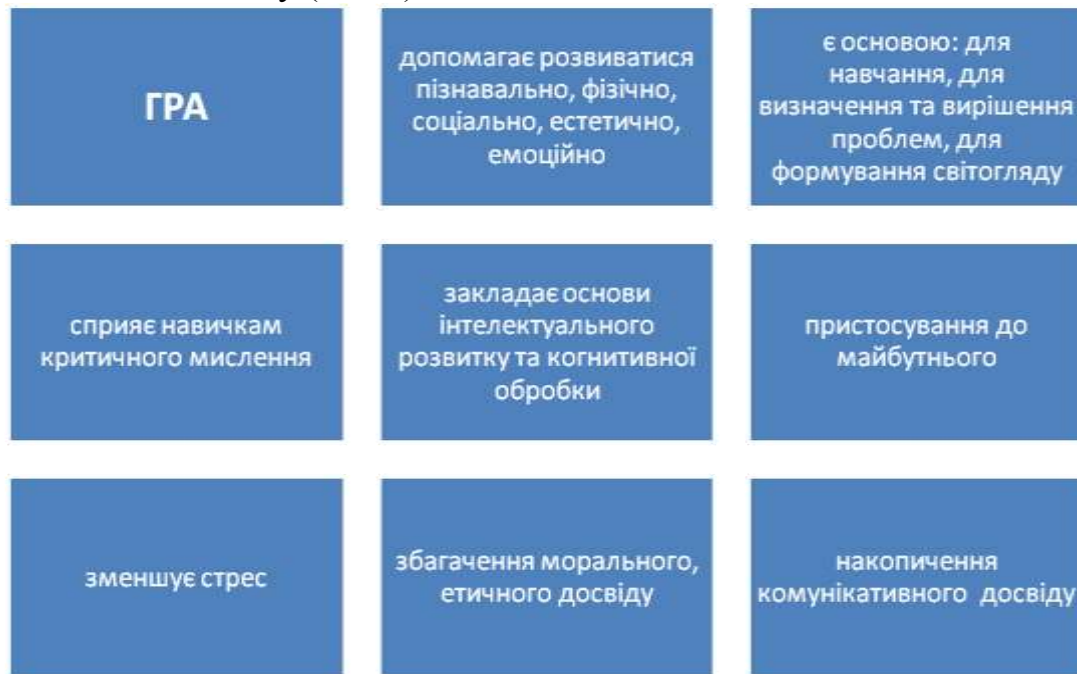 ГРА
допомагає розвиватися
пізнавально, фізично,
соціально, естетично,
емоційно
є основою: для
навчання, для
визначення та вирішення
проблем, для
формування світогляду
сприяє навичкам
критичного мислення
закладає основи
інтелектуального
розвитку та когнитивної
обробки
пристосування до
майбутнього
зменшує стрес
збагачення морального,
етичного досвіду
накопичення
комунікативного досвіду